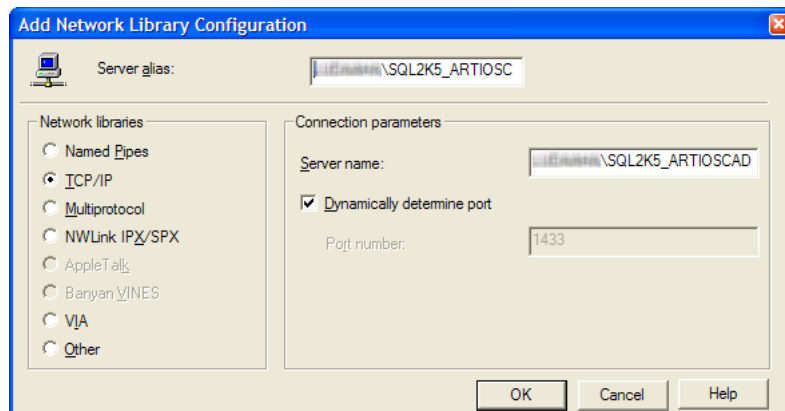 Add Network Library Configuration
Server alias: \SQL2K5_ARTIOSC
Network libraries
Named Pipes
TCP/IP
Multiprotocol
NWLink IPX/SPX
AppleTalk
Banyan VINES
VIA
Other
Connection parameters
Server name: \SQL2K5_ARTIOSCAD
Dynamically determine port
Port number: 1433
OK Cancel Help